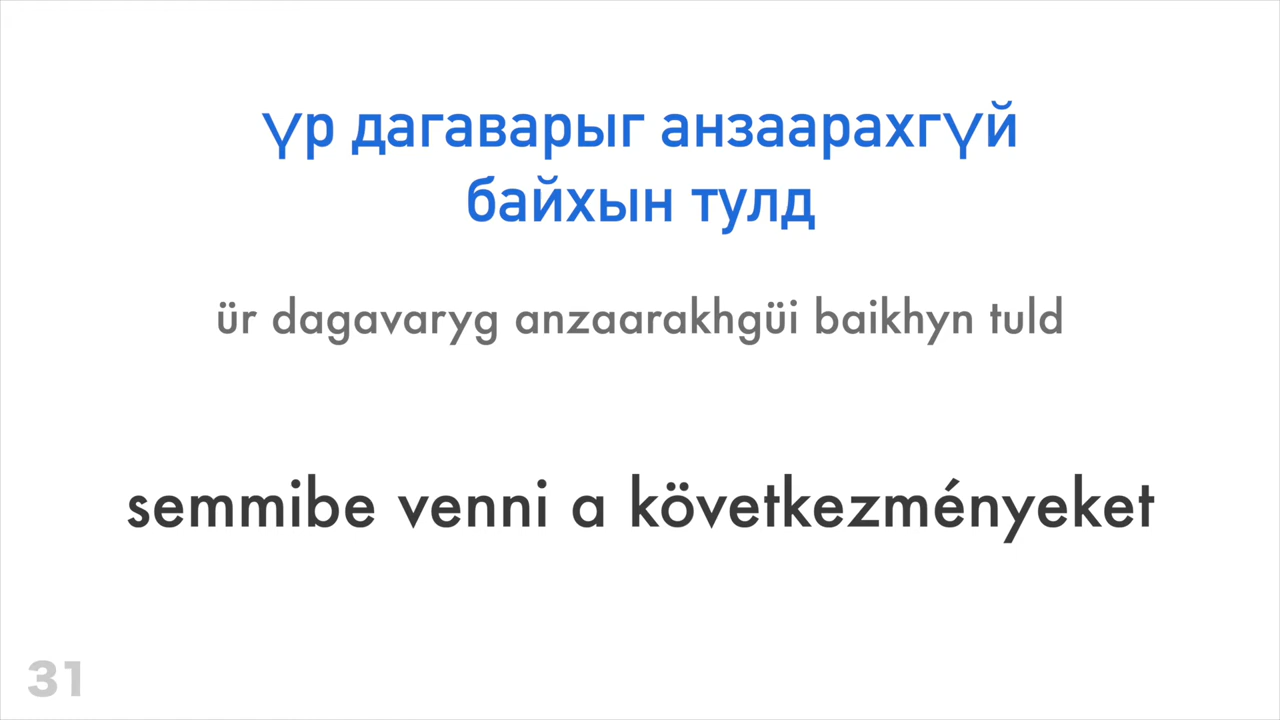 үр дагаварыг анзаарахгүй
байхын тулд
ür dagavaryg anzaarakhgüi baikhyn tuld
semmibe venni a következményeket
31